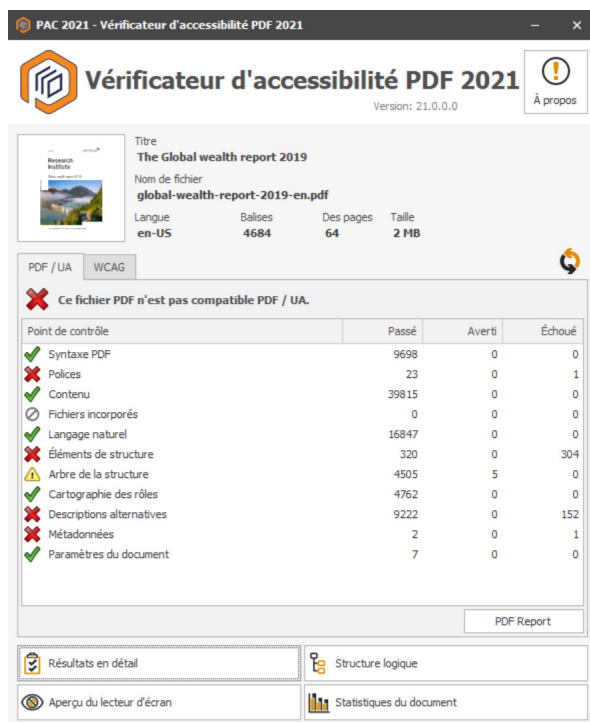 PAC 2021 - Vérificateur d'accessibilité PDF 2021
Vérificateur d'accessibilité PDF 2021
Version: 21.0.0.0
À propos
Research
Institute
Titre
The Global wealth report 2019
Nom de fichier
global-wealth-report-2019-en.pdf
Langue Balises Des pages Taille
en-US 4684 64 2 MB
PDF / UA WCAG
Ce fichier PDF n'est pas compatible PDF / UA.
Point de contrôle Passé Averti Échoué
Syntaxe PDF 9698 0 0
Polices 23 0 1
Contenu 39815 0 0
Fichiers incorporés 0 0 0
Langage naturel 16847 0 0
Éléments de structure 320 0 304
Arbre de la structure 4505 5 0
Cartographie des rôles 4762 0 0
Descriptions alternatives 9222 0 152
Métadonnées 2 0 1
Paramètres du document 7 0 0
PDF Report
Résultats en détail Structure logique
Aperçu du lecteur d'écran Statistiques du document